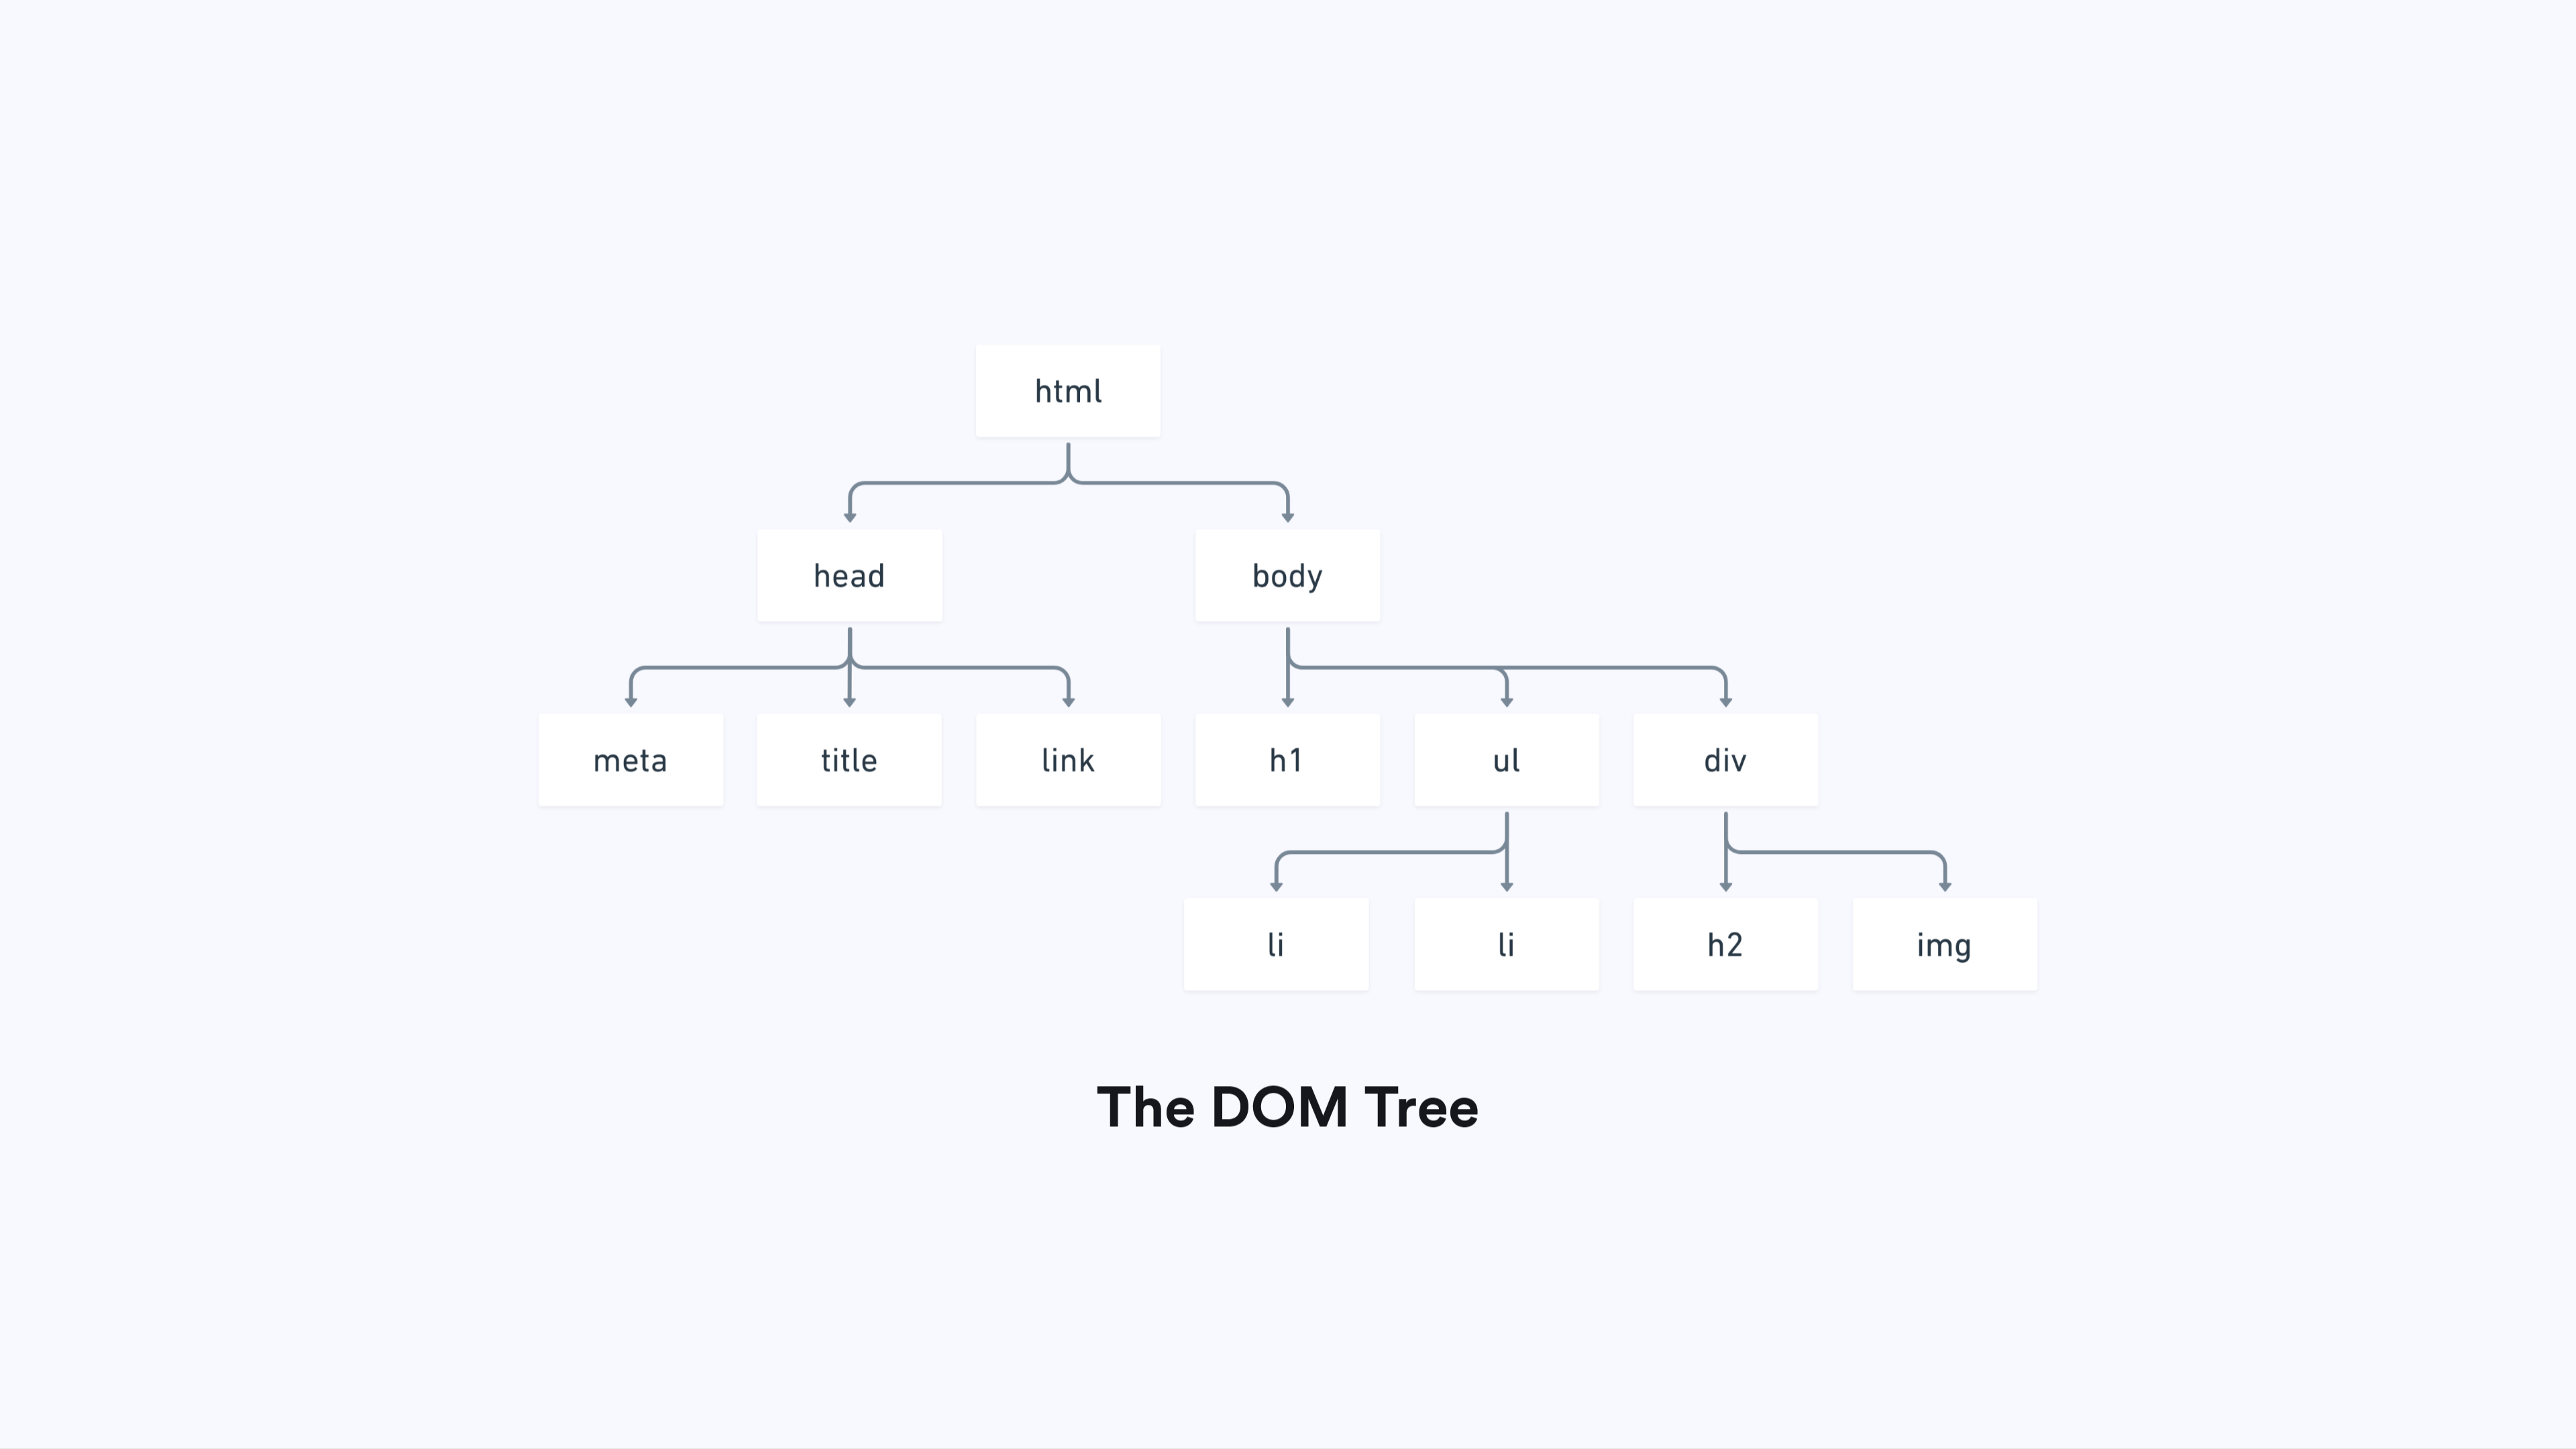 html
head
body
meta
title
link
h1
ul
div
li
li
h2
img
The DOM Tree